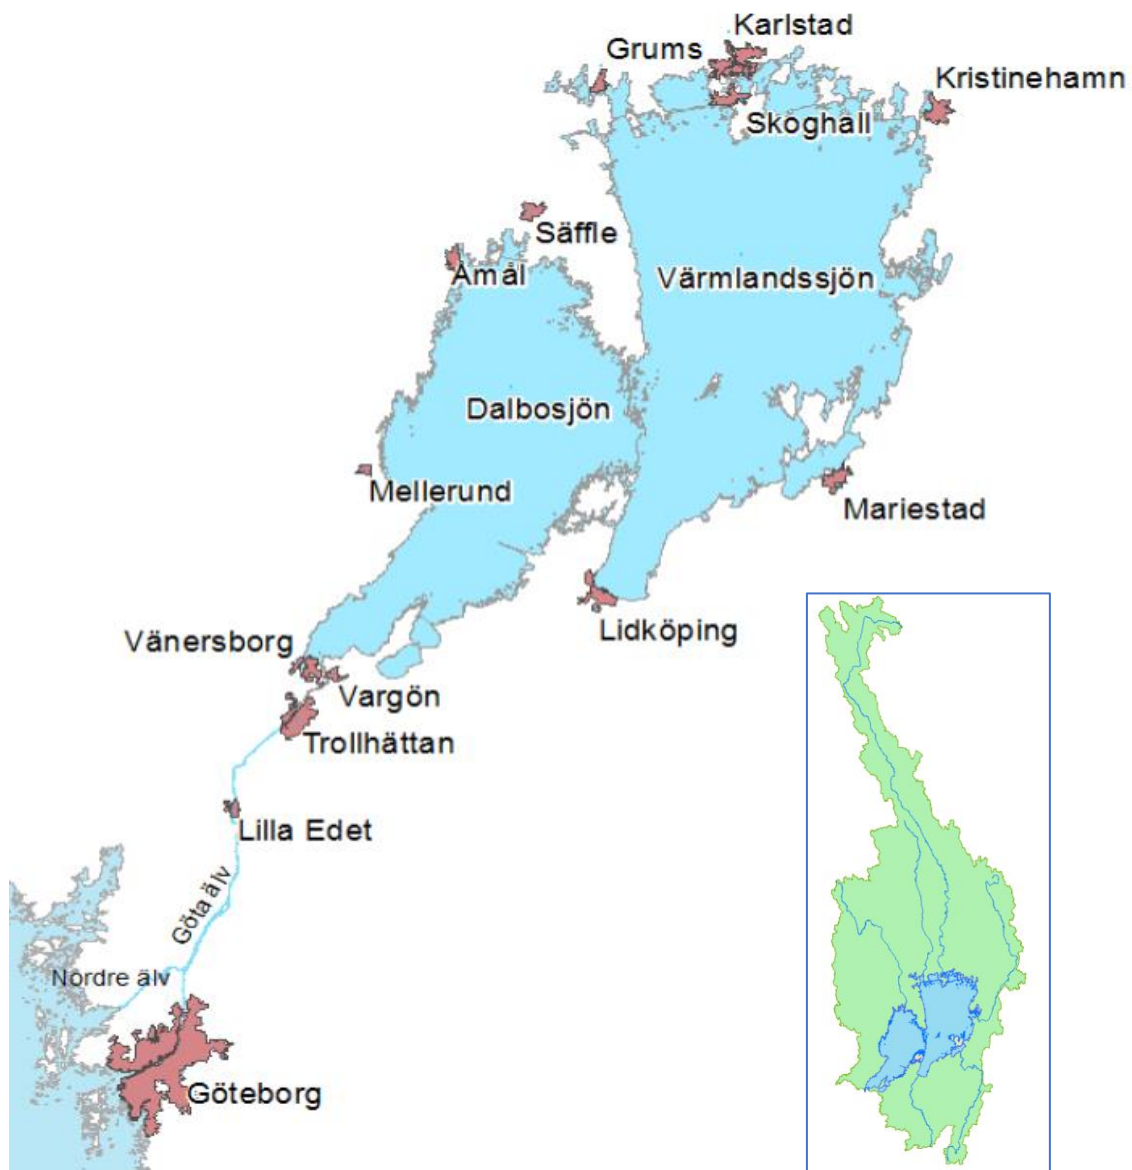 Karlstad
Grums
Kristinehamn
Skoghall
Säffle
Åmål
Värmlandssjön
Dalbosjön
Mellerund
Mariestad
Lidköping
Vänersborg
Vargön
Trollhättan
Lilla Edet
Göta älv
Nordre älv
Göteborg